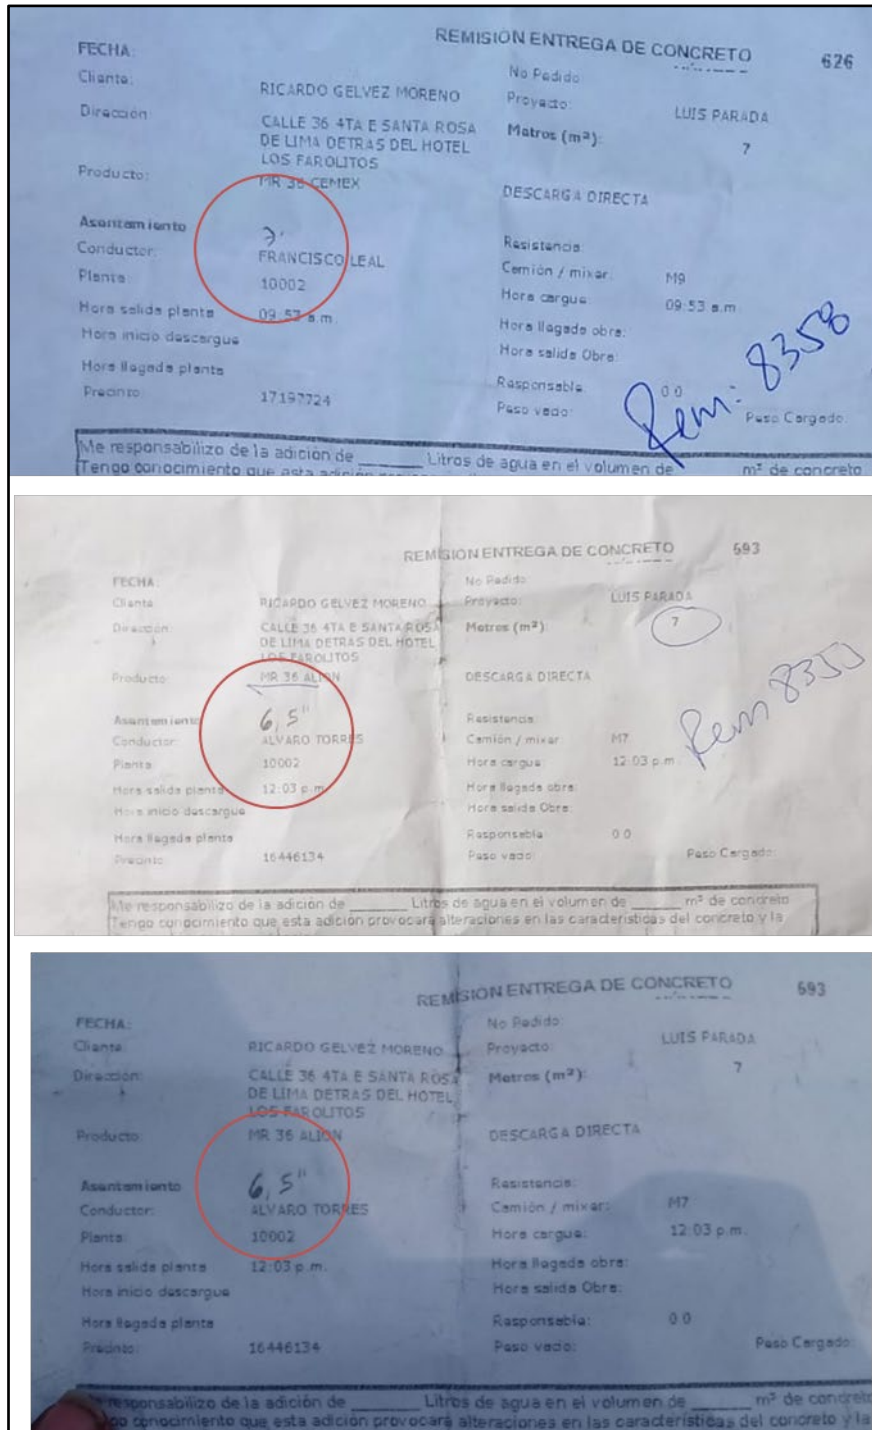 REMISIÓN ENTREGA DE CONCRETO 626
FECHA:
Cliente: RICARDO GELVEZ MORENO
No Pedido:
Proyecto: LUIS PARADA
Dirección: CALLE 36 4TA E SANTA ROSA
DE LIMA DETRAS DEL HOTEL
LOS FAROLITOS
Metros (m³): 7
Producto: MR 36 CEMEX
DESCARGA DIRECTA
Asentamiento 7"
Resistencia:
Conductor: FRANCISCO LEAL
Camión / mixer: M9
Planta: 10002
Hora cargue: 09:53 a.m.
Hora salida planta 09:53 a.m.
Hora llegada obra:
Hora inicio descargue
Hora salida Obra:
Hora llegada planta
Responsable: 0.0
Precinto: 17197724
Peso vacio: Peso Cargado:
Rem: 8358
Me responsabilizo de la adición de ______ Litros de agua en el volumen de ______ m³ de concreto
Tengo conocimiento que esta adición
REMISIÓN ENTREGA DE CONCRETO 693
FECHA:
Cliente RICARDO GELVEZ MORENO
No Pedido:
Proyecto: LUIS PARADA
Dirección: CALLE 36 4TA E SANTA ROSA
DE LIMA DETRAS DEL HOTEL
LOS FAROLITOS
Metros (m³): 7
Producto: MR 36 ALION
DESCARGA DIRECTA
Asentamiento 6,5"
Resistencia:
Conductor: ALVARO TORRES
Camión / mixer: M7
Planta 10002
Hora cargue: 12:03 p.m.
Hora salida planta 12:03 p.m.
Hora llegada obra:
Hora inicio descargue
Hora salida Obra:
Hora llegada planta
Responsable: 0.0
Precinto: 16446134
Peso vacio: Peso Cargado:
Rem
Me responsabilizo de la adición de ______ Litros de agua en el volumen de ______ m³ de concreto
Tengo conocimiento que esta adición provocará alteraciones en las características del concreto y la
REMISIÓN ENTREGA DE CONCRETO 693
FECHA:
Cliente: RICARDO GELVEZ MORENO
No Pedido:
Proyecto: LUIS PARADA
Dirección: CALLE 36 4TA E SANTA ROSA
DE LIMA DETRAS DEL HOTEL
LOS FAROLITOS
Metros (m³): 7
Producto: MR 36 ALION
DESCARGA DIRECTA
Asentamiento 6,5"
Resistencia:
Conductor: ALVARO TORRES
Camión / mixer: M7
Planta: 10002
Hora cargue: 12:03 p.m.
Hora salida planta 12:03 p.m.
Hora llegada obra:
Hora inicio descargue
Hora salida Obra:
Hora llegada planta
Responsable: 0.0
Precinto: 16446134
Peso vacio: Peso Cargado:
responsabilizo de la adición de ______ Litros de agua en el volumen de ______ m³ de concreto
conocimiento que esta adición provocará alteraciones en las características del concreto y la